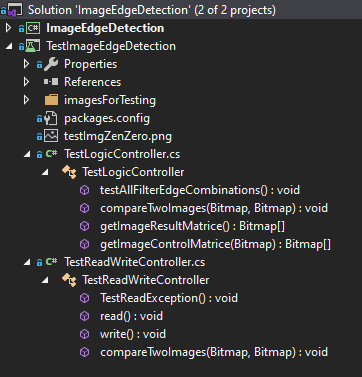 Solution 'ImageEdgeDetection' (2 of 2 projects)
C# ImageEdgeDetection
TestImageEdgeDetection
Properties
References
imagesForTesting
packages.config
testImgZenZero.png
C# TestLogicController.cs
TestLogicController
testAllFilterEdgeCombinations() : void
compareTwoImages(Bitmap, Bitmap) : void
getImageResultMatrice() : Bitmap[]
getImageControlMatrice(Bitmap) : Bitmap[]
C# TestReadWriteController.cs
TestReadWriteController
TestReadException() : void
read() : void
write() : void
compareTwoImages(Bitmap, Bitmap) : void